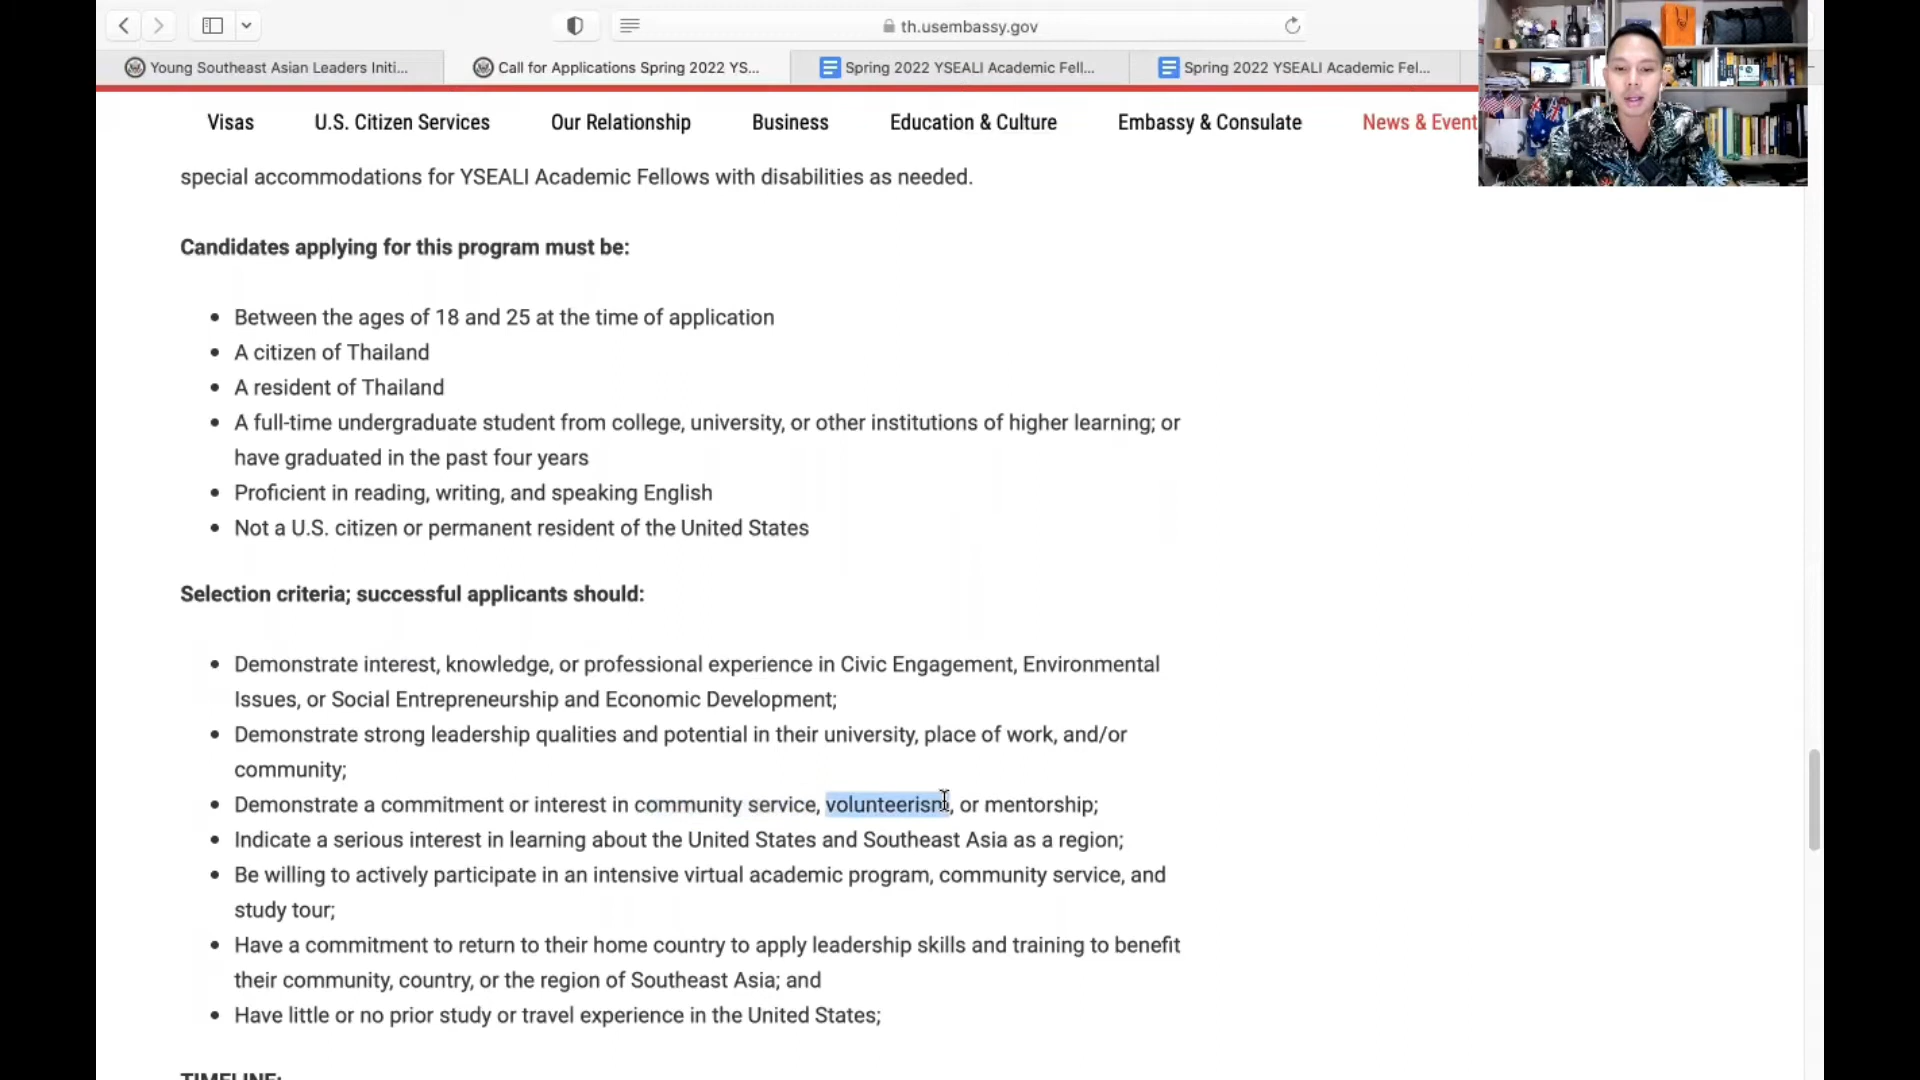 th.usembassy.gov
Young Southeast Asian Leaders Initi...
Call for Applications Spring 2022 YS...
Spring 2022 YSEALI Academic Fell...
Spring 2022 YSEALI Academic Fel...
Visas
U.S. Citizen Services
Our Relationship
Business
Education & Culture
Embassy & Consulate
News & Event
special accommodations for YSEALI Academic Fellows with disabilities as needed.
Candidates applying for this program must be:
• Between the ages of 18 and 25 at the time of application
• A citizen of Thailand
• A resident of Thailand
• A full-time undergraduate student from college, university, or other institutions of higher learning; or
have graduated in the past four years
• Proficient in reading, writing, and speaking English
• Not a U.S. citizen or permanent resident of the United States
Selection criteria; successful applicants should:
• Demonstrate interest, knowledge, or professional experience in Civic Engagement, Environmental
Issues, or Social Entrepreneurship and Economic Development;
• Demonstrate strong leadership qualities and potential in their university, place of work, and/or
community;
• Demonstrate a commitment or interest in community service, volunteerism, or mentorship;
• Indicate a serious interest in learning about the United States and Southeast Asia as a region;
• Be willing to actively participate in an intensive virtual academic program, community service, and
study tour;
• Have a commitment to return to their home country to apply leadership skills and training to benefit
their community, country, or the region of Southeast Asia; and
• Have little or no prior study or travel experience in the United States;
TIMELINE: